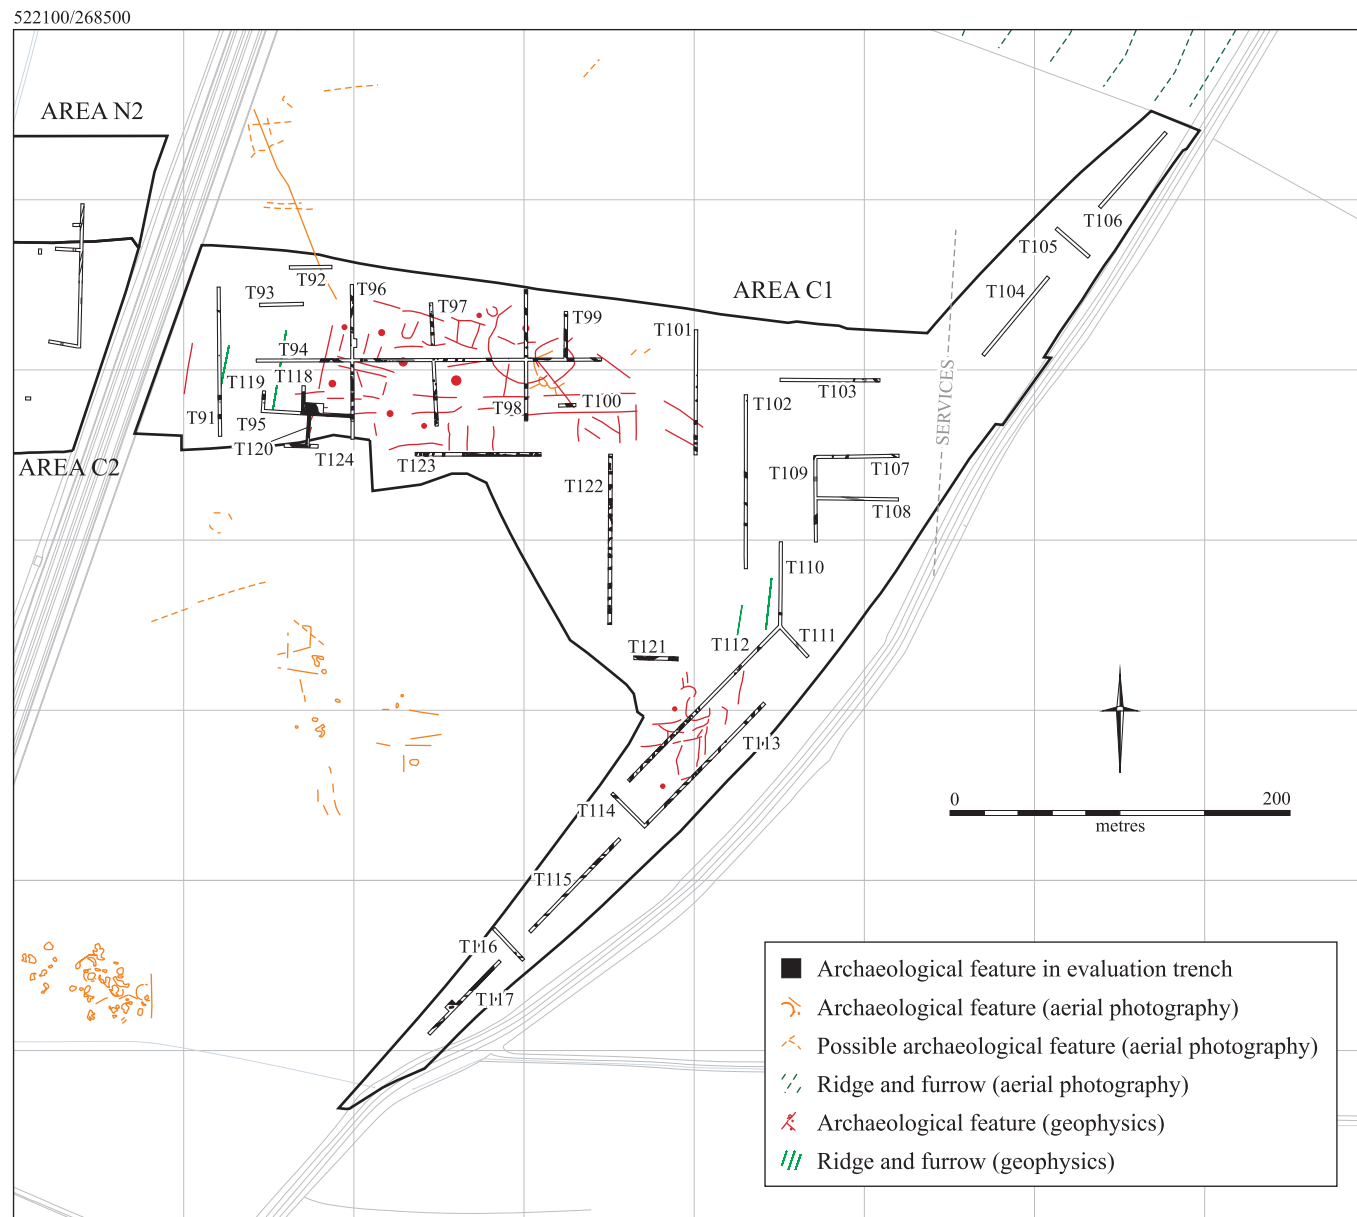 522100/268500
AREA N2
T106
T105
T92
T104
T93
T96
AREA C1
T97
T99
T101
T94
T119
T118
T103
T91
T95
T98
T100
T102
SERVICES
T120
T124
T123
AREA C2
T109
T107
T122
T108
T110
T121
T112
T111
T113
T114
0 200
metres
T115
T116
T117
Archaeological feature in evaluation trench
Archaeological feature (aerial photography)
Possible archaeological feature (aerial photography)
Ridge and furrow (aerial photography)
Archaeological feature (geophysics)
Ridge and furrow (geophysics)